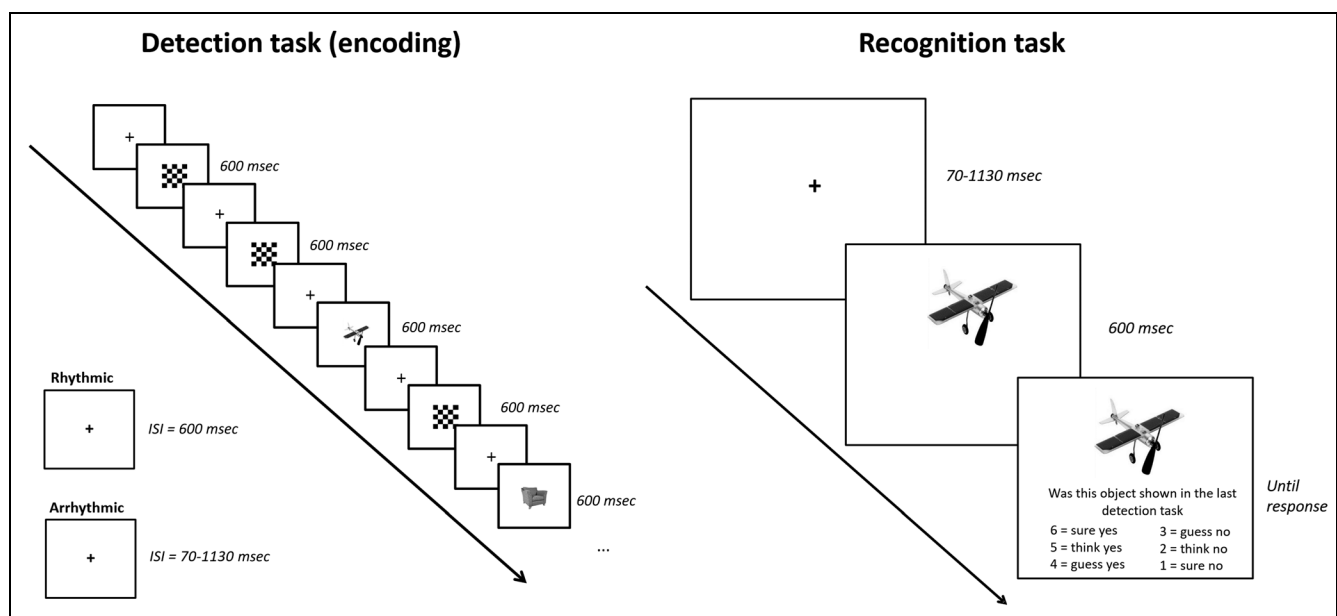 Detection task (encoding)
600 msec
600 msec
600 msec
600 msec
600 msec
...
Rhythmic
ISI = 600 msec
Arrhythmic
ISI = 70-1130 msec
Recognition task
70-1130 msec
600 msec
Was this object shown in the last
detection task
6 = sure yes 3 = guess no
5 = think yes 2 = think no
4 = guess yes 1 = sure no
Until
response